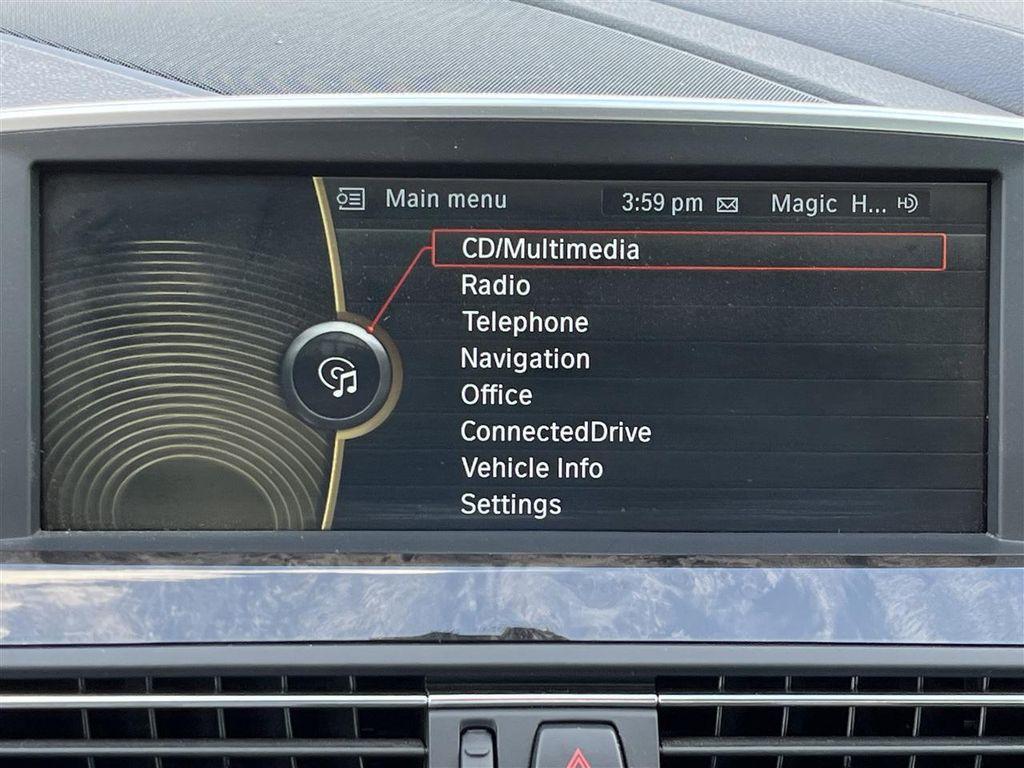 Main menu 3:59 pm Magic H...
CD/Multimedia
Radio
Telephone
Navigation
Office
ConnectedDrive
Vehicle Info
Settings